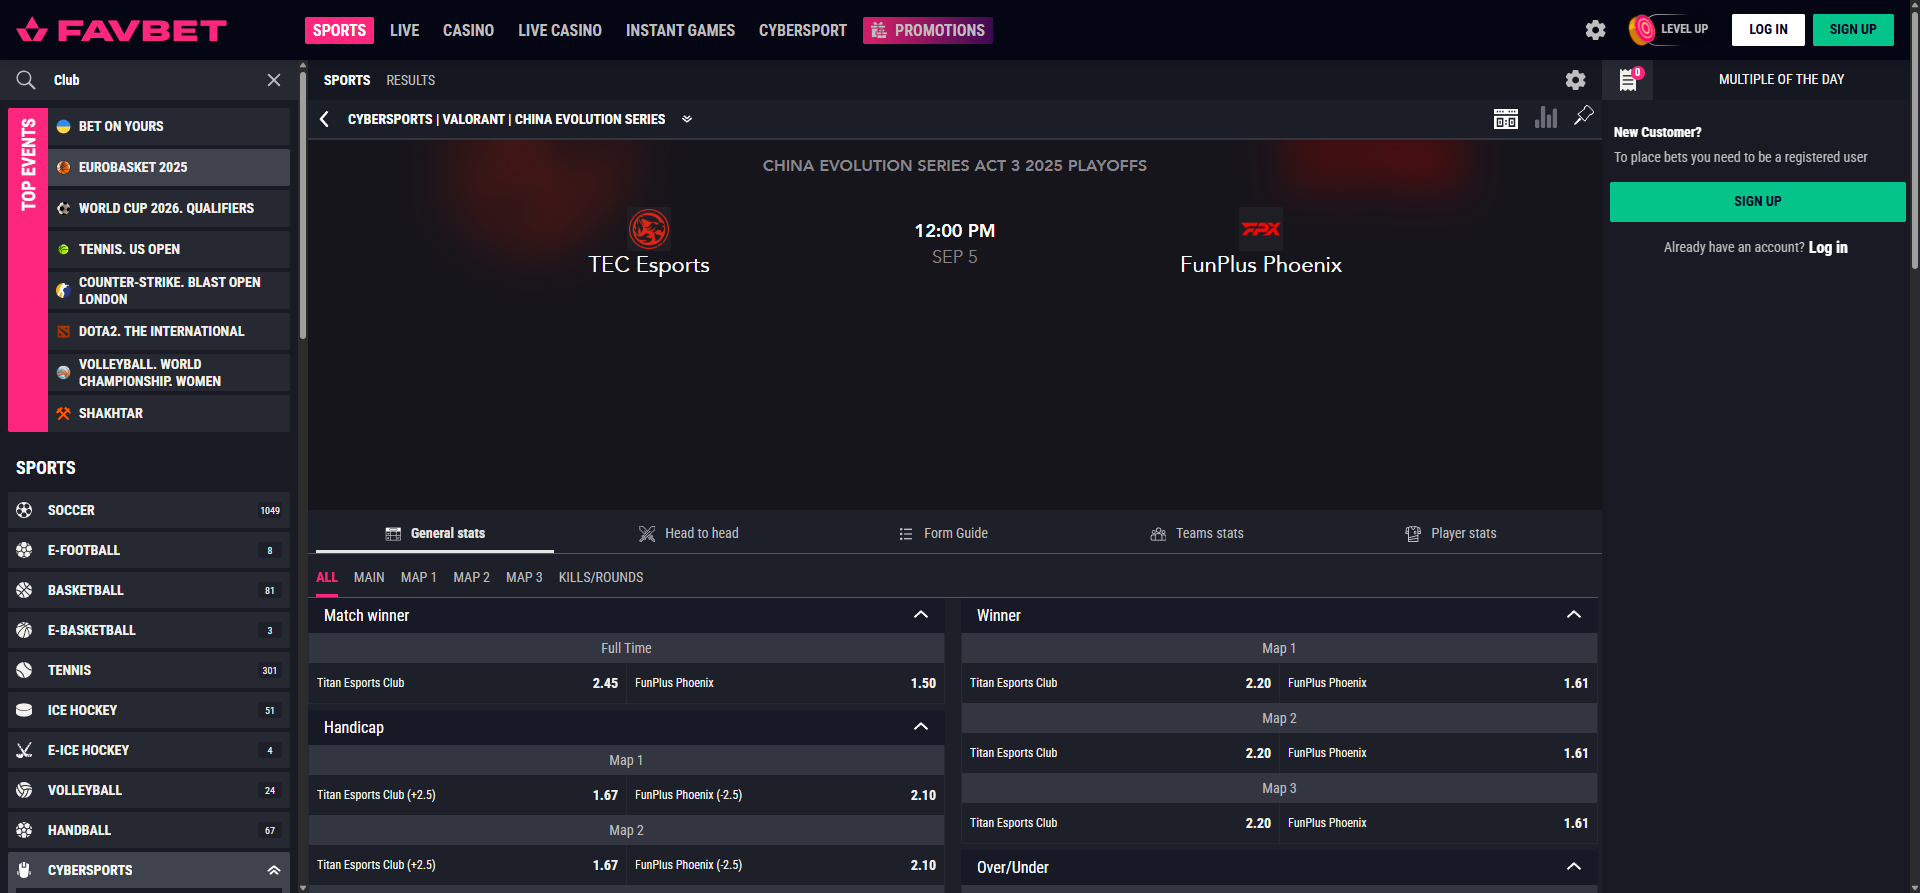 FAVBET
SPORTS
LIVE
CASINO
LIVE CASINO
INSTANT GAMES
CYBERSPORT
PROMOTIONS
LEVEL UP
LOG IN
SIGN UP
Club
TOP EVENTS
BET ON YOURS
EUROBASKET 2025
WORLD CUP 2026. QUALIFIERS
TENNIS. US OPEN
COUNTER-STRIKE. BLAST OPEN
LONDON
DOTA2. THE INTERNATIONAL
VOLLEYBALL. WORLD
CHAMPIONSHIP. WOMEN
SHAKHTAR
SPORTS
SOCCER 1049
E-FOOTBALL 8
BASKETBALL 81
E-BASKETBALL 3
TENNIS 301
ICE HOCKEY 51
E-ICE HOCKEY 4
VOLLEYBALL 24
HANDBALL 67
CYBERSPORTS
SPORTS RESULTS
CYBERSPORTS | VALORANT | CHINA EVOLUTION SERIES
CHINA EVOLUTION SERIES ACT 3 2025 PLAYOFFS
TEC Esports
12:00 PM
SEP 5
FPX
FunPlus Phoenix
General stats
Head to head
Form Guide
Teams stats
Player stats
ALL MAIN MAP 1 MAP 2 MAP 3 KILLS/ROUNDS
Match winner
Full Time
Titan Esports Club 2.45 FunPlus Phoenix 1.50
Handicap
Map 1
Titan Esports Club (+2.5) 1.67 FunPlus Phoenix (-2.5) 2.10
Map 2
Titan Esports Club (+2.5) 1.67 FunPlus Phoenix (-2.5) 2.10
Winner
Map 1
Titan Esports Club 2.20 FunPlus Phoenix 1.61
Map 2
Titan Esports Club 2.20 FunPlus Phoenix 1.61
Map 3
Titan Esports Club 2.20 FunPlus Phoenix 1.61
Over/Under
0
MULTIPLE OF THE DAY
New Customer?
To place bets you need to be a registered user
SIGN UP
Already have an account? Log in